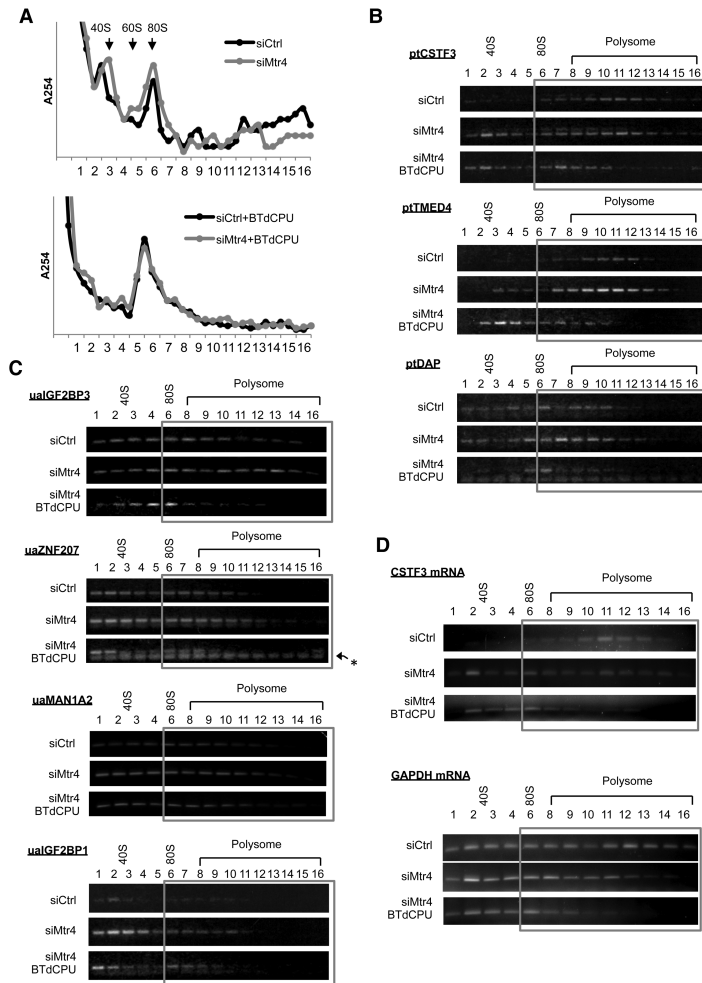 A
40S 60S 80S
siCtrl
siMtr4
A254
1 2 3 4 5 6 7 8 9 10 11 12 13 14 15 16
siCtrl+BTdCPU
siMtr4+BTdCPU
A254
1 2 3 4 5 6 7 8 9 10 11 12 13 14 15 16
B
ptCSTF3
40S 80S Polysome
1 2 3 4 5 6 7 8 9 10 11 12 13 14 15 16
siCtrl
siMtr4
siMtr4
BTdCPU
ptTMED4
40S 80S Polysome
1 2 3 4 5 6 7 8 9 10 11 12 13 14 15 16
siCtrl
siMtr4
siMtr4
BTdCPU
ptDAP
40S 80S Polysome
1 2 3 4 5 6 7 8 9 10 11 12 13 14 15 16
siCtrl
siMtr4
siMtr4
BTdCPU
C
uaIGF2BP3
40S 80S Polysome
1 2 3 4 6 8 9 10 11 12 13 14 16
siCtrl
siMtr4
siMtr4
BTdCPU
uaZNF207
40S 80S Polysome
1 2 3 4 5 6 7 8 9 10 11 12 13 14 15 16
siCtrl
siMtr4
siMtr4
BTdCPU
*
uaMAN1A2
40S 80S Polysome
1 2 3 4 6 8 9 10 11 12 13 14 16
siCtrl
siMtr4
siMtr4
BTdCPU
uaIGF2BP1
40S 80S Polysome
1 2 3 4 5 6 7 8 9 10 11 12 13 14 15 16
siCtrl
siMtr4
siMtr4
BTdCPU
D
CSTF3 mRNA
40S 80S Polysome
1 2 3 4 6 8 9 10 11 12 13 14 16
siCtrl
siMtr4
siMtr4
BTdCPU
GAPDH mRNA
40S 80S Polysome
1 2 3 4 6 8 9 10 11 12 13 14 16
siCtrl
siMtr4
siMtr4
BTdCPU